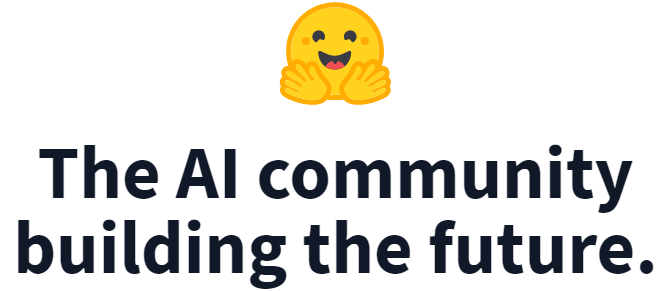 The AI community
building the future.